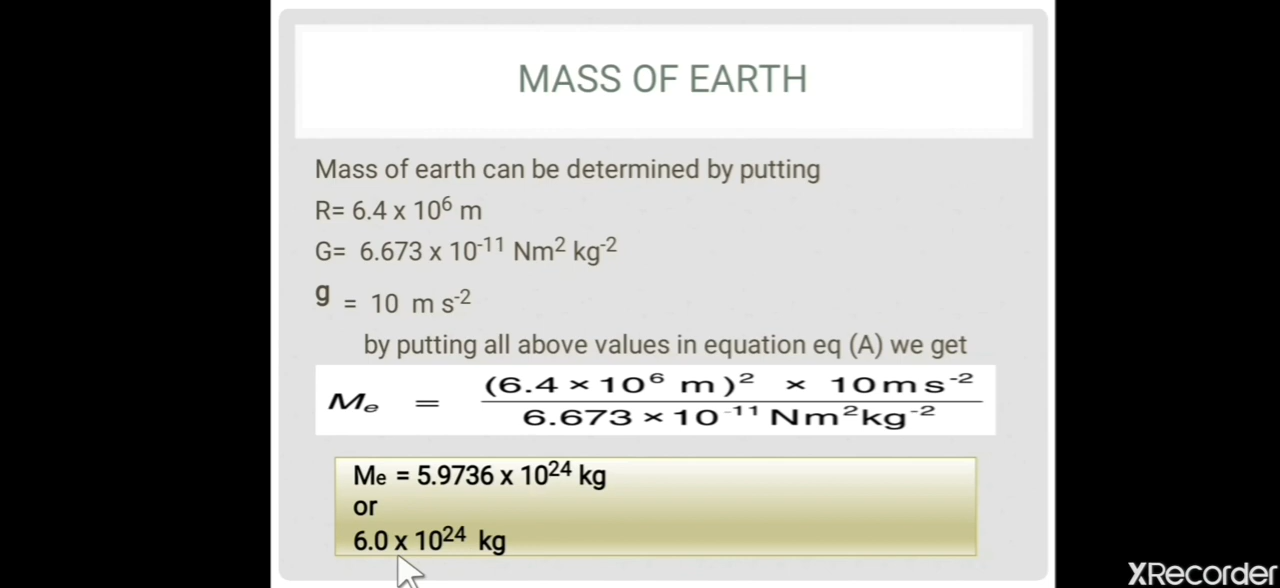 MASS OF EARTH
Mass of earth can be determined by putting
R= 6.4 x 10⁶ m
G= 6.673 x 10⁻¹¹ Nm² kg⁻²
g = 10 m s⁻²
by putting all above values in equation eq (A) we get
Mₑ = (6.4 × 10⁶ m)² × 10 m s⁻²
6.673 × 10⁻¹¹ Nm²kg⁻²
Me = 5.9736 x 10²⁴ kg
or
6.0 x 10²⁴ kg
XRecorder